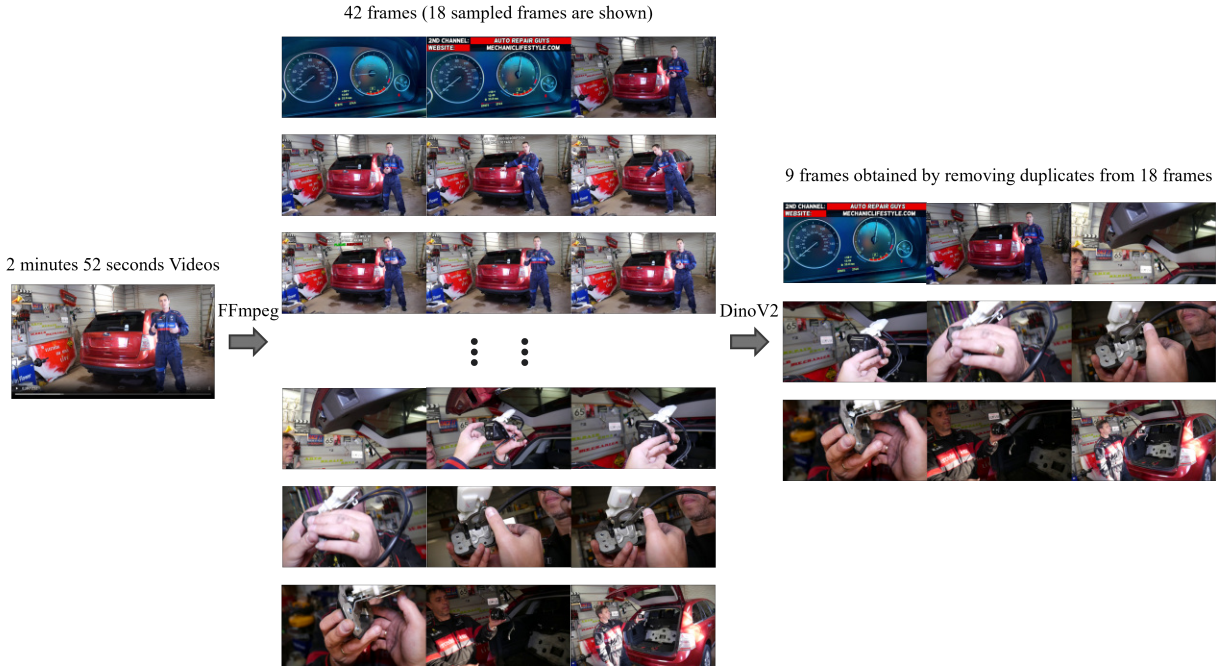 42 frames (18 sampled frames are shown)
2ND CHANNEL: AUTO REPAIR GUYS
WEBSITE: MECHANICLIFESTYLE.COM
9 frames obtained by removing duplicates from 18 frames
2ND CHANNEL: AUTO REPAIR GUYS
WEBSITE: MECHANICLIFESTYLE.COM
2 minutes 52 seconds Videos
FFmpeg
DinoV2